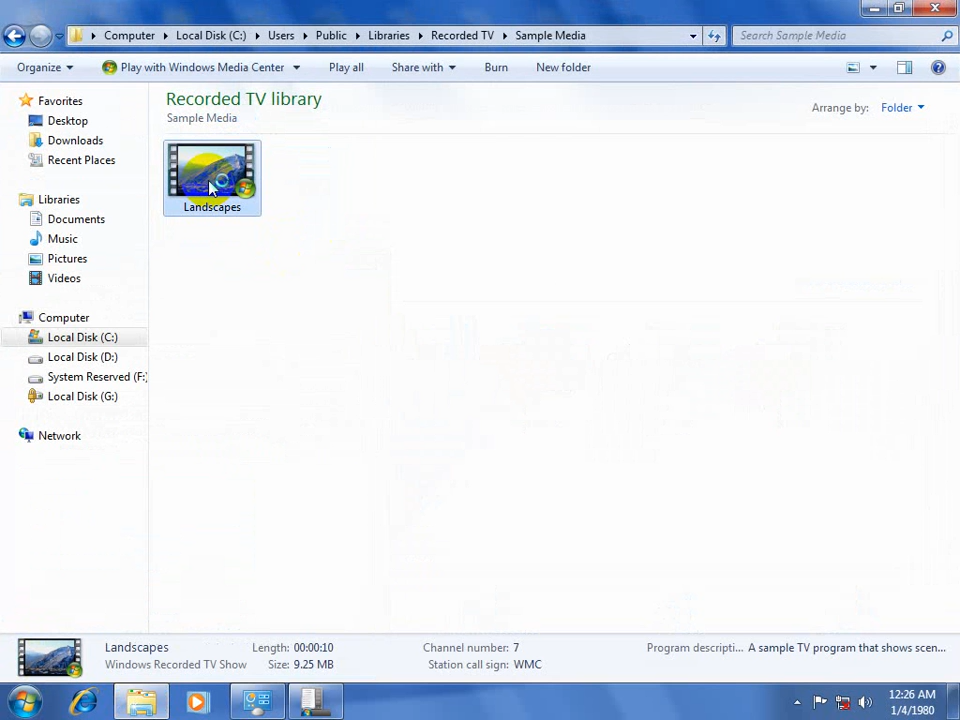 Computer Local Disk (C:) Users Public Libraries Recorded TV Sample Media Search Sample Media
Organize Play with Windows Media Center Play all Share with Burn New folder
Favorites
Desktop
Downloads
Recent Places
Libraries
Documents
Music
Pictures
Videos
Computer
Local Disk (C:)
Local Disk (D:)
System Reserved (F:)
Local Disk (G:)
Network
Recorded TV library
Sample Media
Arrange by: Folder
Landscapes
Landscapes Length: 00:00:10 Channel number: 7 Program descripti... A sample TV program that shows scen...
Windows Recorded TV Show Size: 9.25 MB Station call sign: WMC
12:26 AM
1/4/1980